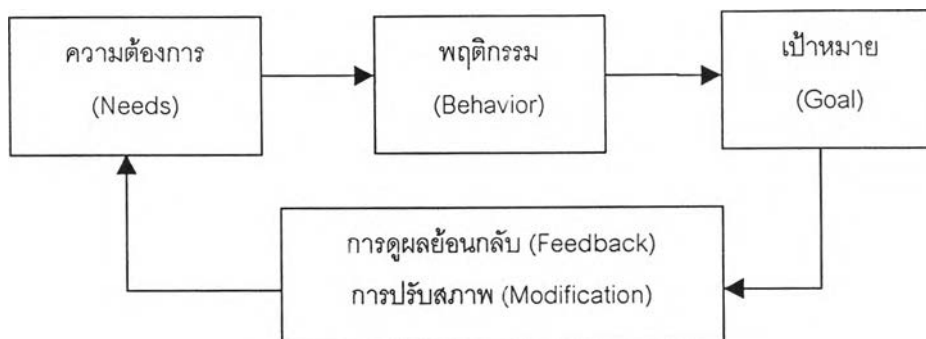 ความต้องการ
(Needs)
พฤติกรรม
(Behavior)
เป้าหมาย
(Goal)
การดูผลย้อนกลับ (Feedback)
การปรับสภาพ (Modification)